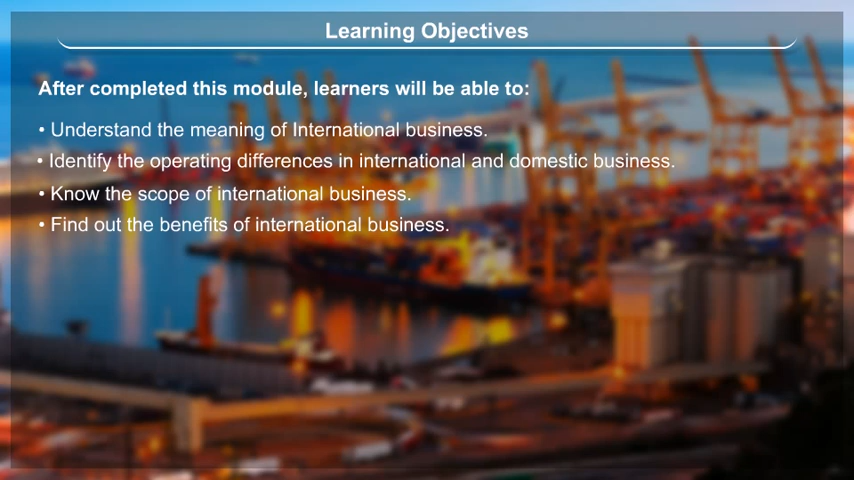 Learning Objectives
After completed this module, learners will be able to:
• Understand the meaning of International business.
• Identify the operating differences in international and domestic business.
• Know the scope of international business.
• Find out the benefits of international business.